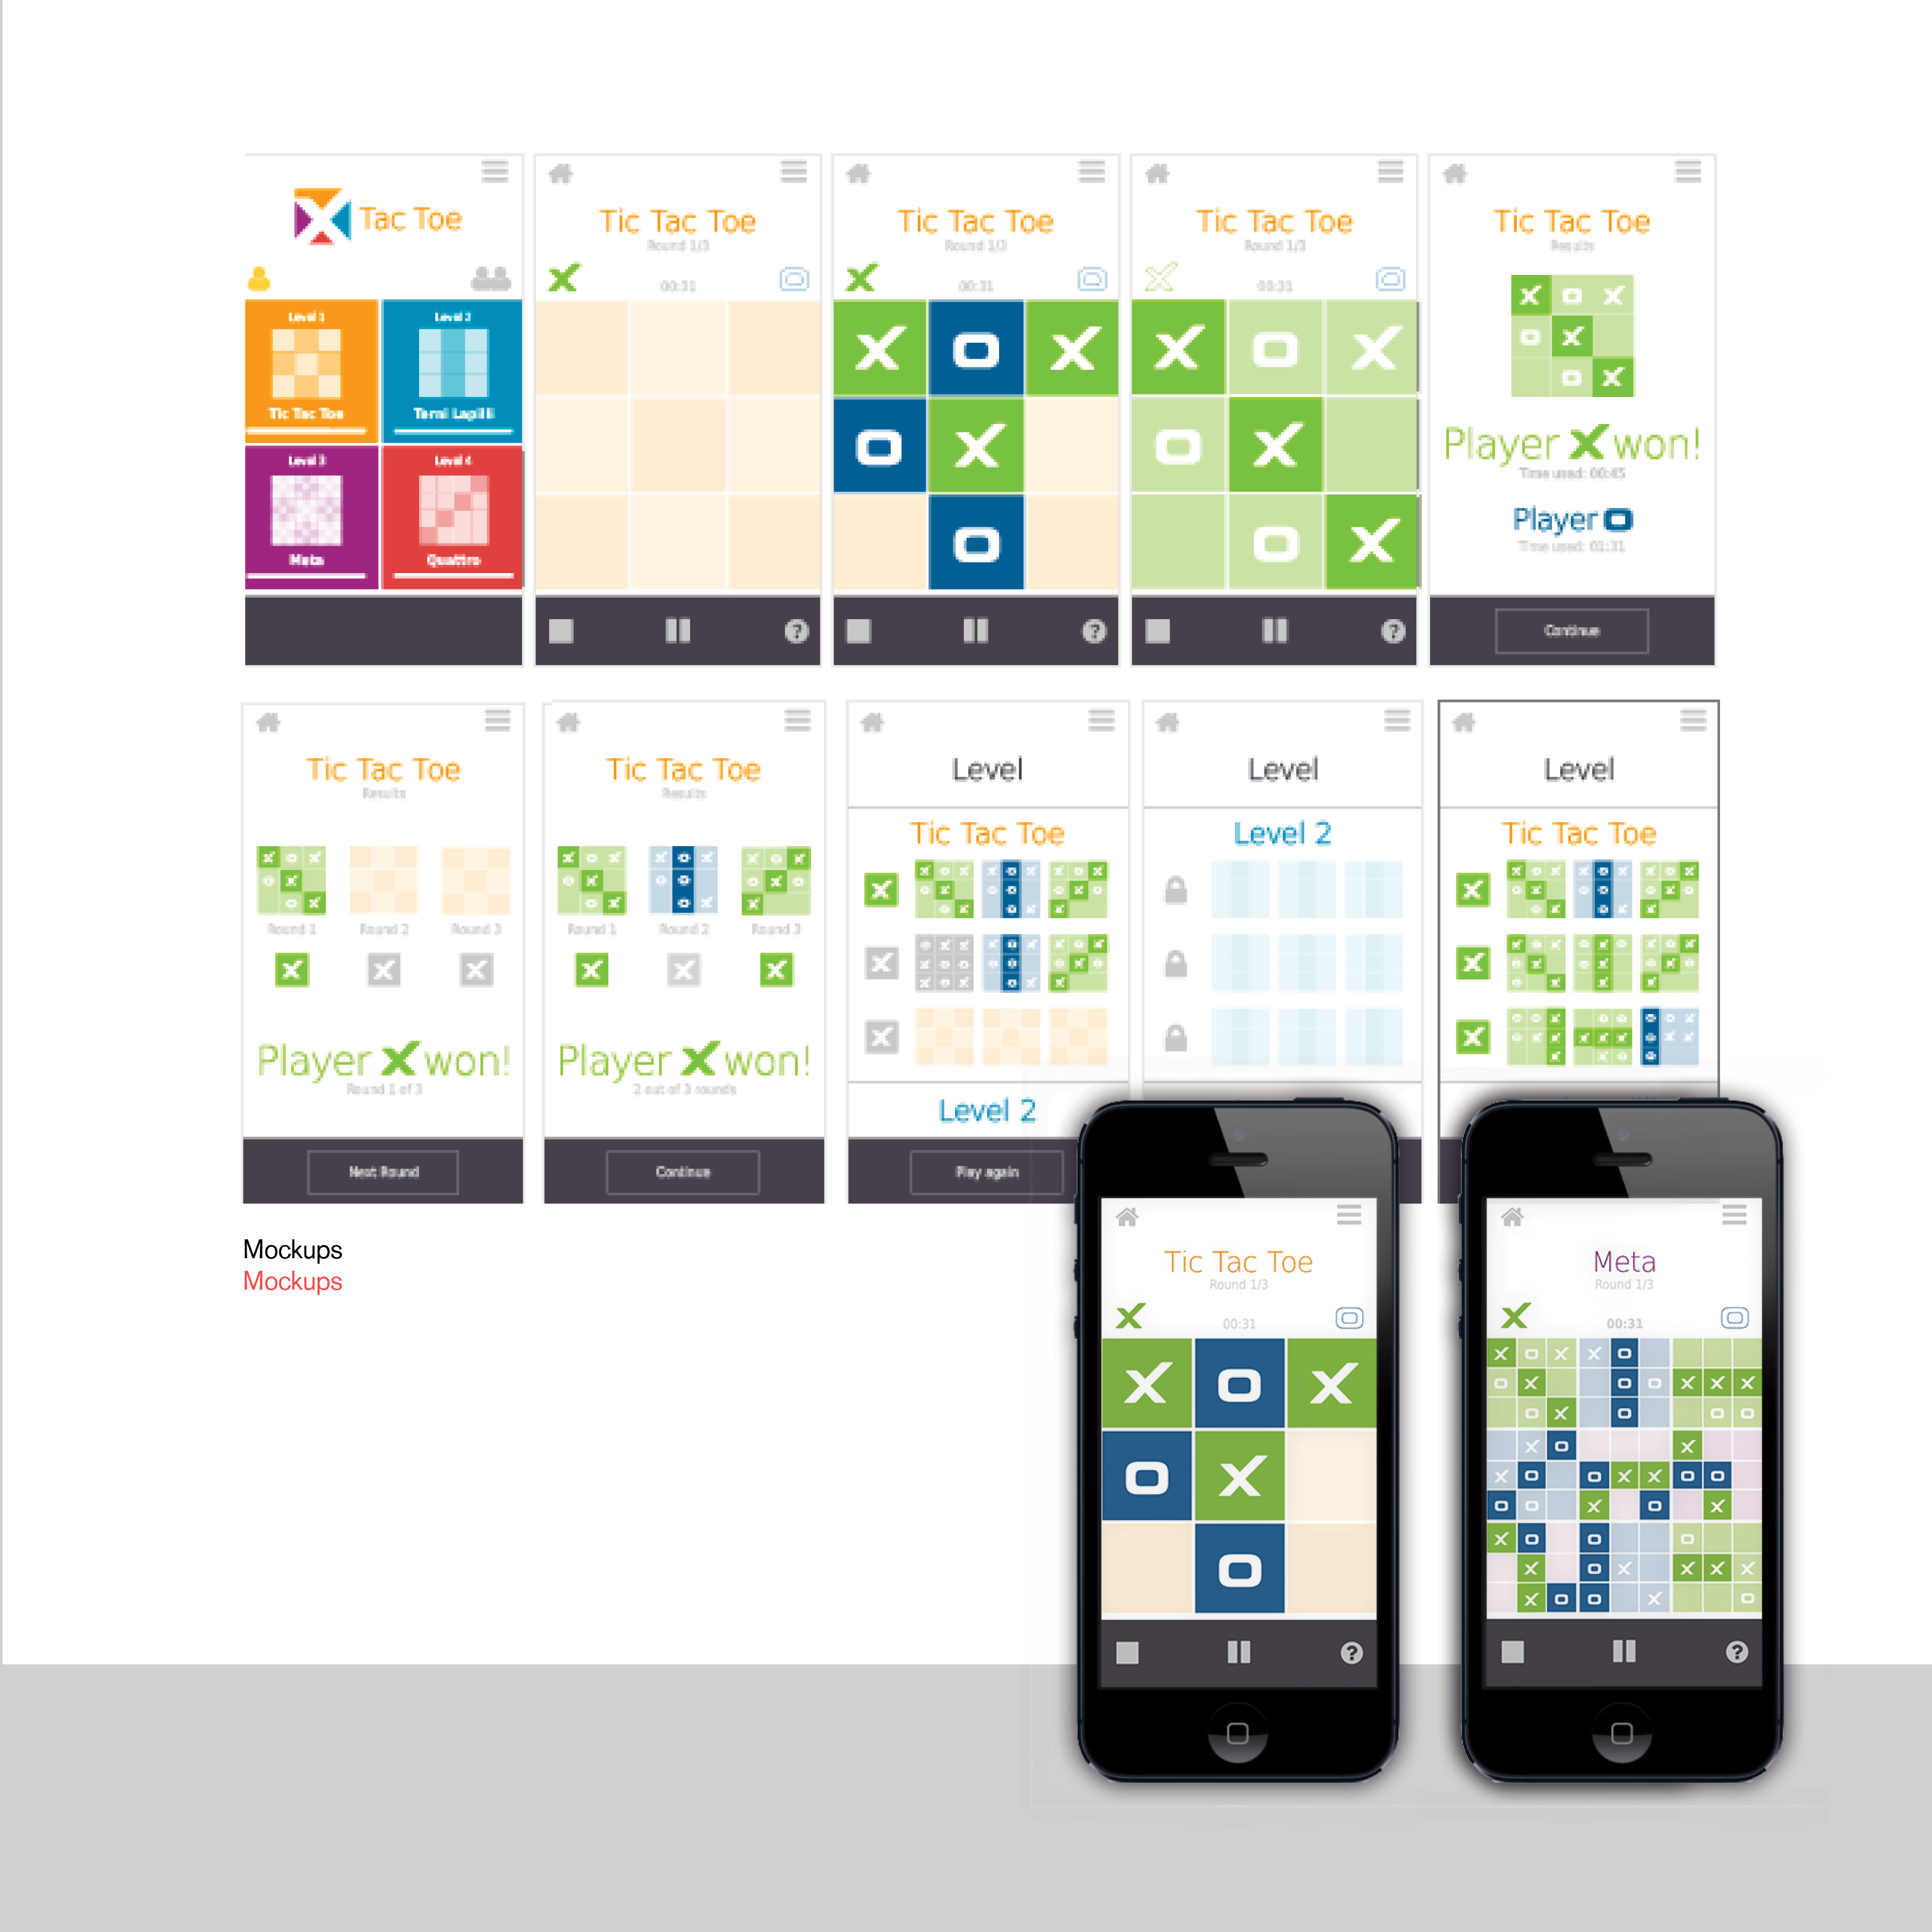 Tac Toe
Level 1
Level 2
Tic Tac Toe
Terni Lapilli
Level 3
Level 4
Meta
Quattro
Tic Tac Toe
Round 1/3
00:31
Tic Tac Toe
Round 1/3
00:31
X O X
O X
O
Tic Tac Toe
Round 1/3
00:31
X O X
O X
O X
Tic Tac Toe
Results
X O X
O X
O X
Player X won!
Time used: 00:45
Player O
Time used: 01:31
Continue
Tic Tac Toe
Results
Round 1
Round 2
Round 3
Player X won!
Round 1 of 3
Next Round
Tic Tac Toe
Results
Round 1
Round 2
Round 3
Player X won!
2 out of 3 rounds
Continue
Level
Tic Tac Toe
Level 2
Play again
Level
Level 2
Level
Tic Tac Toe
Mockups
Mockups
Tic Tac Toe
Round 1/3
00:31
X O X
O X
O
Meta
Round 1/3
00:31